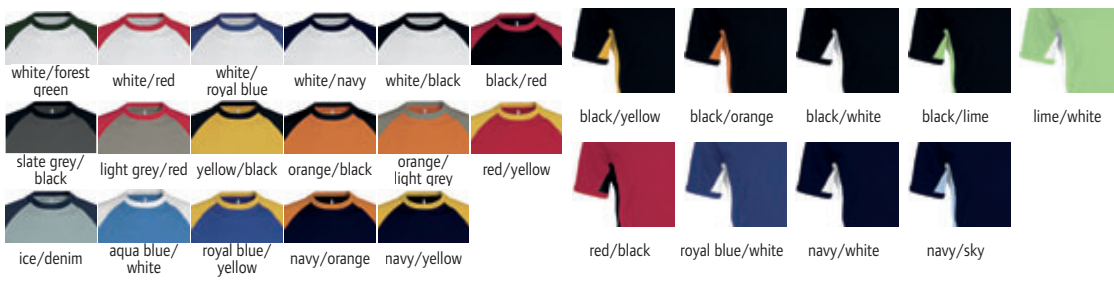 white/forest green
white/red
white/ royal blue
white/navy
white/black
black/red
slate grey/ black
light grey/red
yellow/black
orange/black
orange/ light grey
red/yellow
ice/denim
aqua blue/ white
royal blue/ yellow
navy/orange
navy/yellow
black/yellow
black/orange
black/white
black/lime
lime/white
red/black
royal blue/white
navy/white
navy/sky